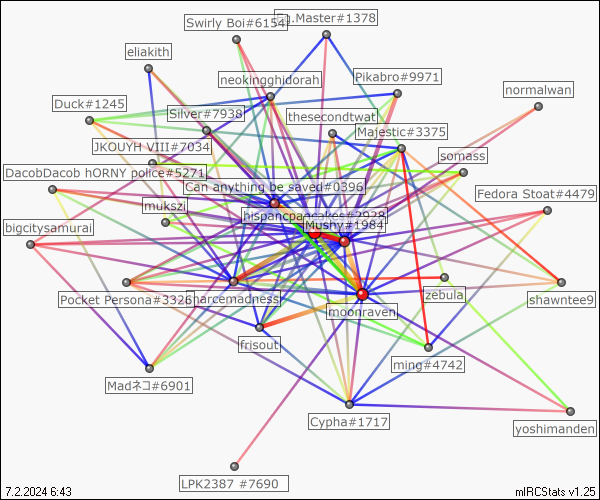 Swirly Boi#6154
Eg.Master#1378
eliakith
neokingghidorah
Pikabro#9971
normalwan
Duck#1245
Silver#7938
thesecondtwat
Majestic#3375
JKOUYH VIII#7034
somass
DacobDacob hORNY police#5271
Can anything be saved#0396
Fedora Stoat#4479
mukszi
hispancpancakes#2928
Mushy#1984
bigcitysamurai
Pocket Persona#3326
narcemadness
zebula
shawntee9
moonraven
frisout
ming#4742
Madネコ#6901
Cypha#1717
yoshimanden
LPK2387 #7690
7.2.2024 6:43
mIRCStats v1.25